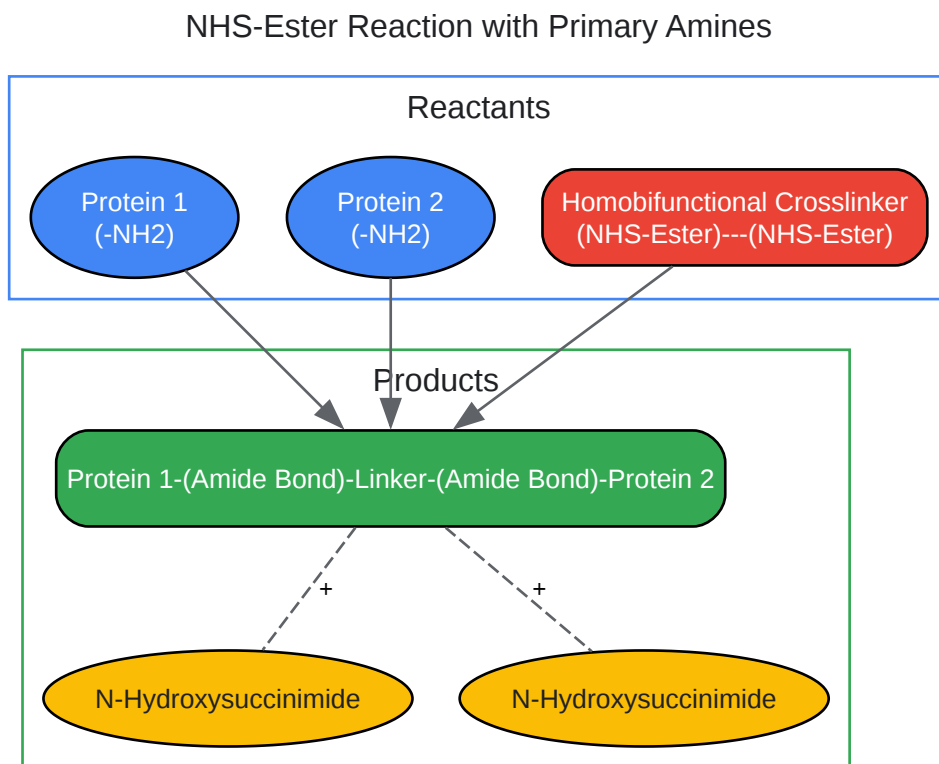 NHS-Ester Reaction with Primary Amines
Reactants
Protein 1
(-NH2)
Protein 2
(-NH2)
Homobifunctional Crosslinker
(NHS-Ester)---(NHS-Ester)
Products
Protein 1-(Amide Bond)-Linker-(Amide Bond)-Protein 2
+
+
N-Hydroxysuccinimide
N-Hydroxysuccinimide